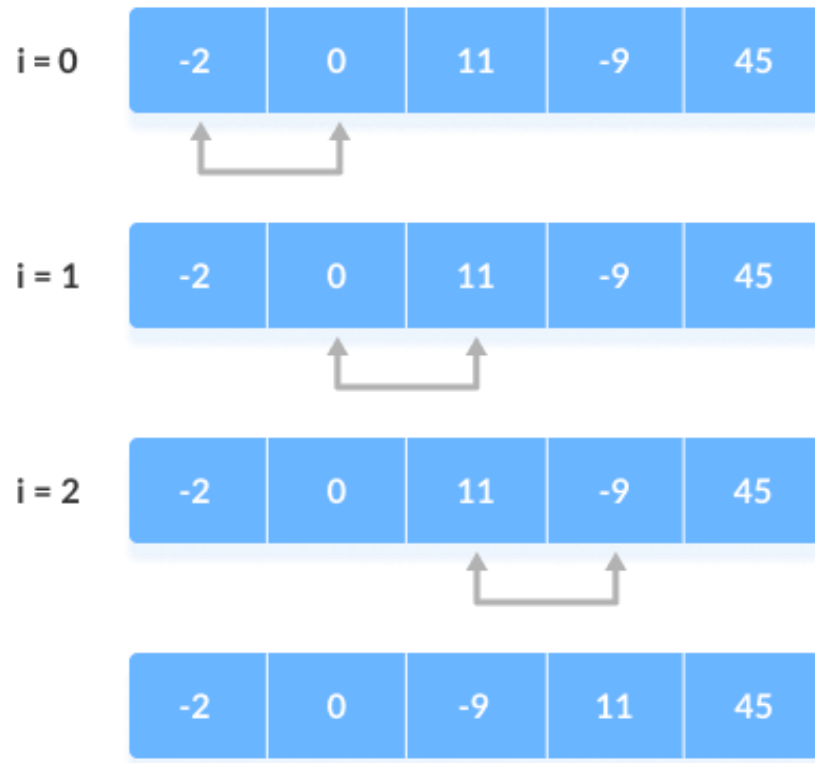 i = 0 -2 0 11 -9 45
i = 1 -2 0 11 -9 45
i = 2 -2 0 11 -9 45
-2 0 -9 11 45